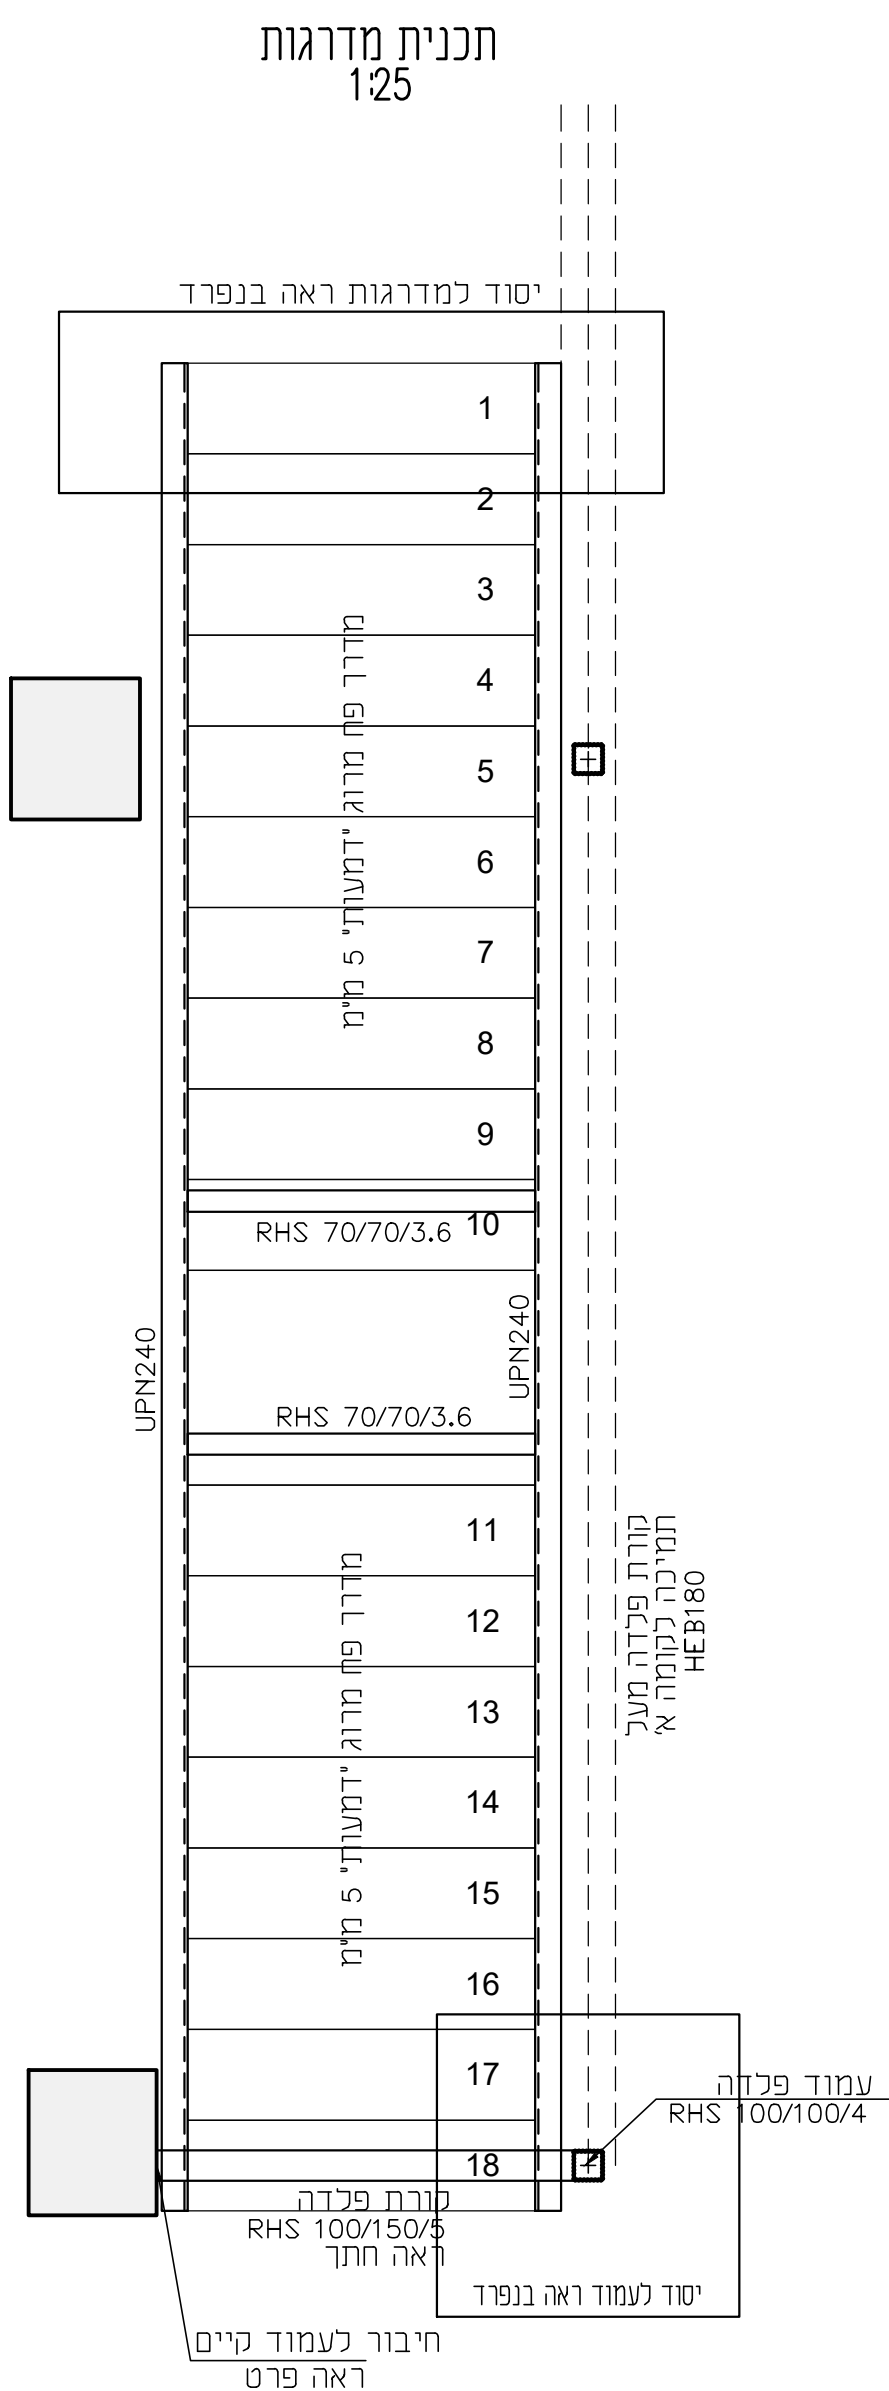 תכנית מדרגות
1:25
יסוד למדרגות ראה בנפרד
1
2
3
4
מדרך פח מרוג "דמעות" 5 מ"מ
5
6
7
8
9
RHS 70/70/3.6
10
UPN240
UPN240
RHS 70/70/3.6
11
קורת פלדה מעל
תמיכה לקומה א'
HEB180
12
13
מדרך פח מרוג "דמעות" 5 מ"מ
14
15
16
17
עמוד פלדה
RHS 100/100/4
18
קורת פלדה
RHS 100/150/5
ראה חתך
יסוד לעמוד ראה בנפרד
חיבור לעמוד קיים
ראה פרט